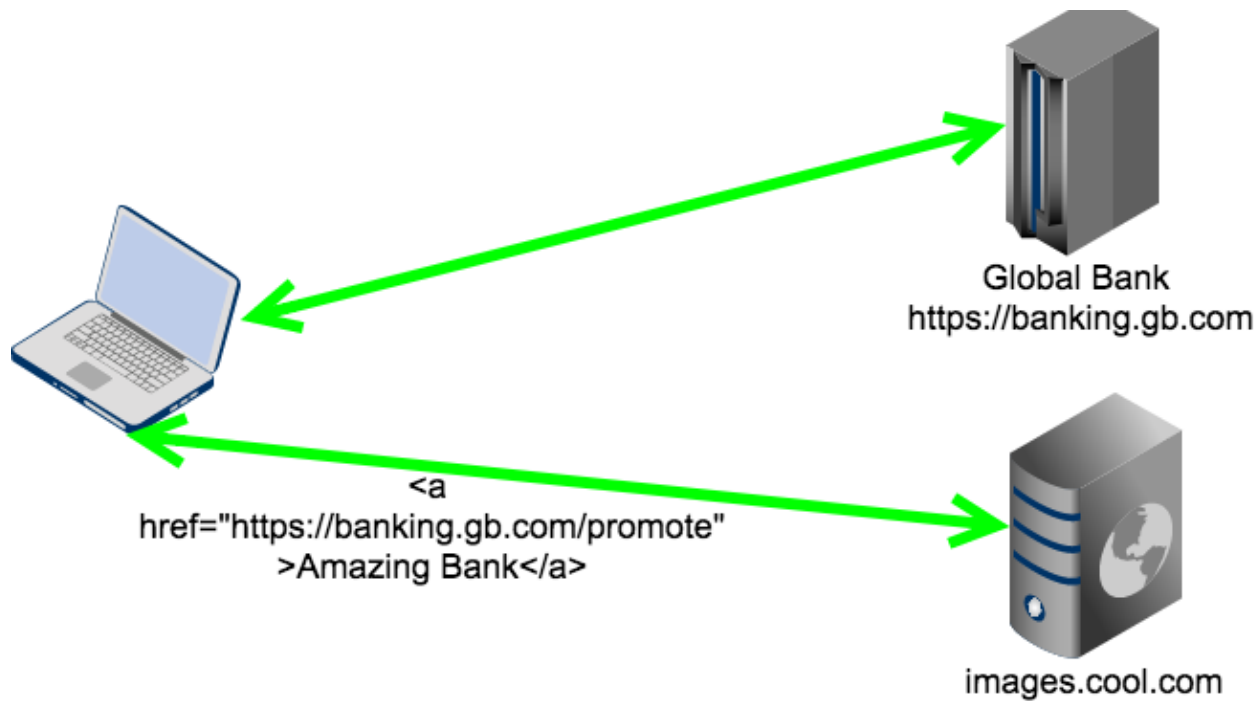 Global Bank
https://banking.gb.com
<a
href="https://banking.gb.com/promote"
>Amazing Bank</a>
images.cool.com